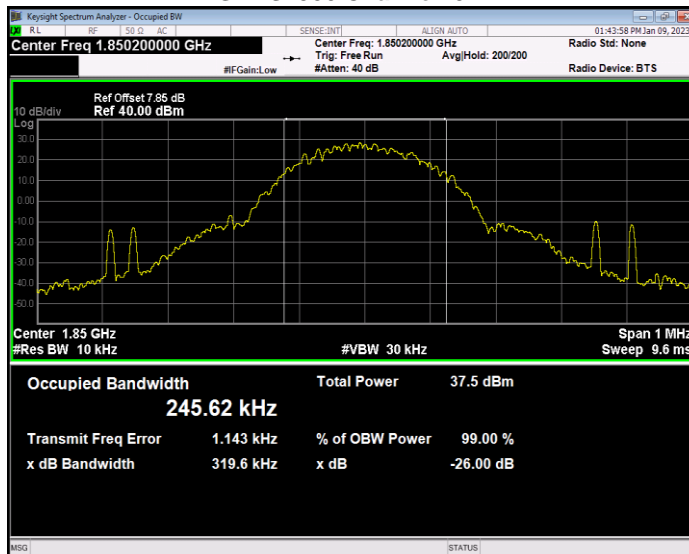 Keysight Spectrum Analyzer - Occupied BW
RL RF 50 Ω AC SENSE:INT ALIGN AUTO 01:43:58 PM Jan 09, 2023
Center Freq 1.850200000 GHz Center Freq: 1.850200000 GHz Radio Std: None
Trig: Free Run Avg|Hold: 200/200
#IFGain:Low #Atten: 40 dB Radio Device: BTS
Ref Offset 7.85 dB
10 dB/div Ref 40.00 dBm
Log
30.0
20.0
10.0
0.00
-10.0
-20.0
-30.0
-40.0
-50.0
Center 1.85 GHz Span 1 MHz
#Res BW 10 kHz #VBW 30 kHz Sweep 9.6 ms
Occupied Bandwidth Total Power 37.5 dBm
245.62 kHz
Transmit Freq Error 1.143 kHz % of OBW Power 99.00 %
x dB Bandwidth 319.6 kHz x dB -26.00 dB
MSG STATUS